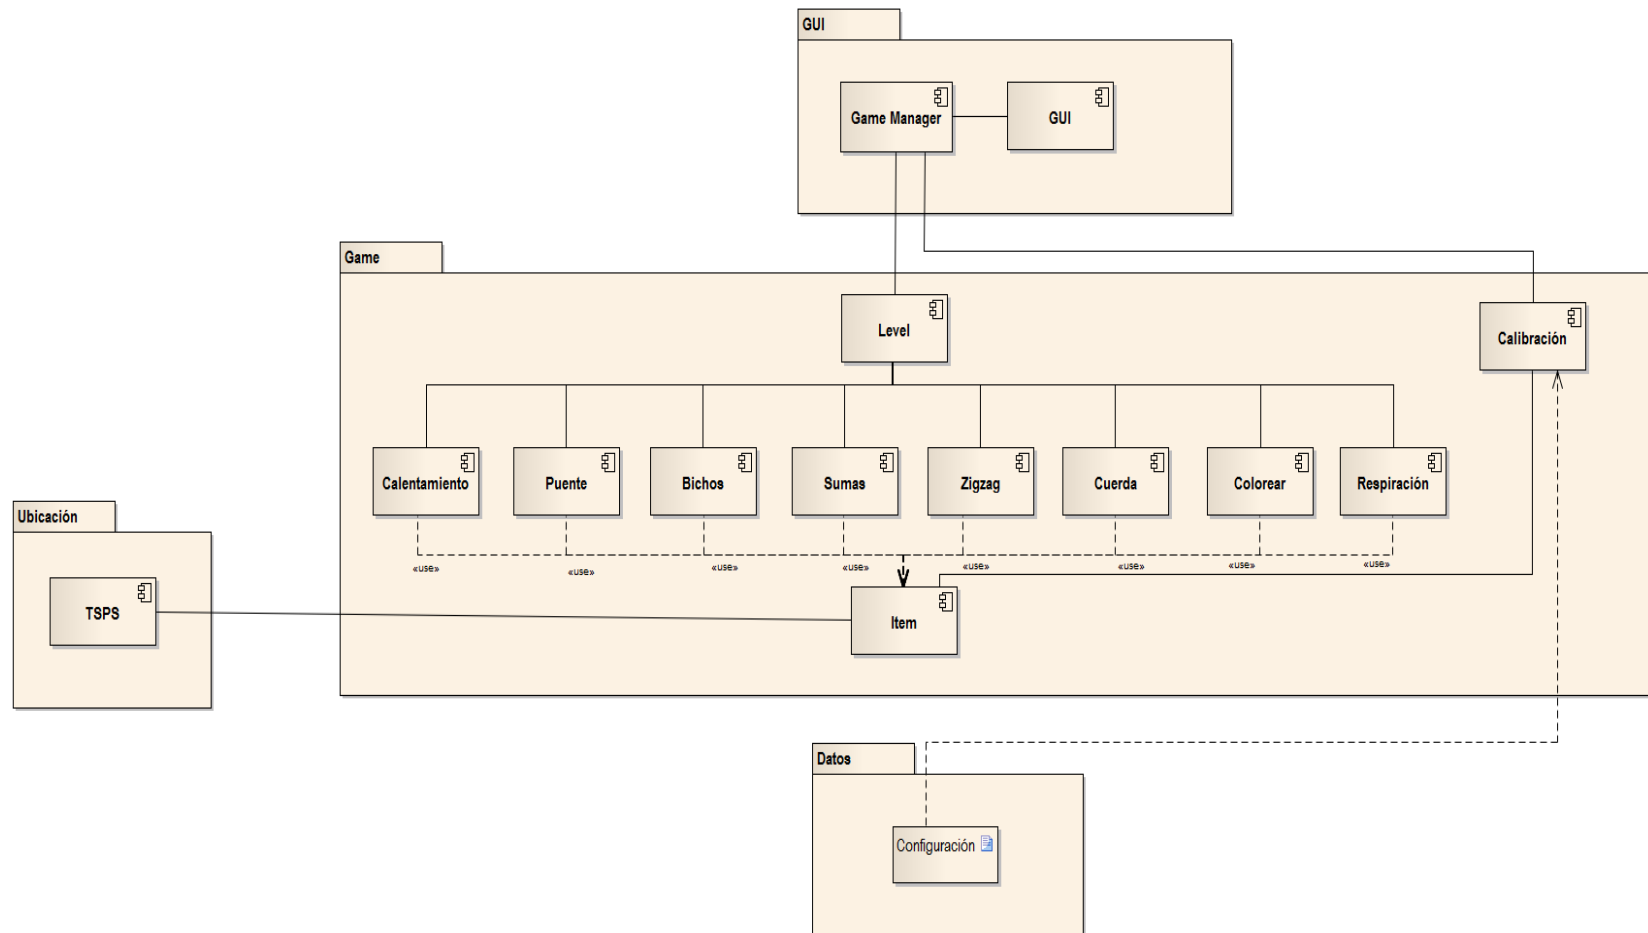 GUI
Game Manager
GUI
Game
Level
Calibración
Calentamiento
Puente
Bichos
Sumas
Zigzag
Cuerda
Colorear
Respiración
«use»
«use»
«use»
«use»
«use»
«use»
«use»
«use»
Ubicación
TSPS
Item
Datos
Configuración